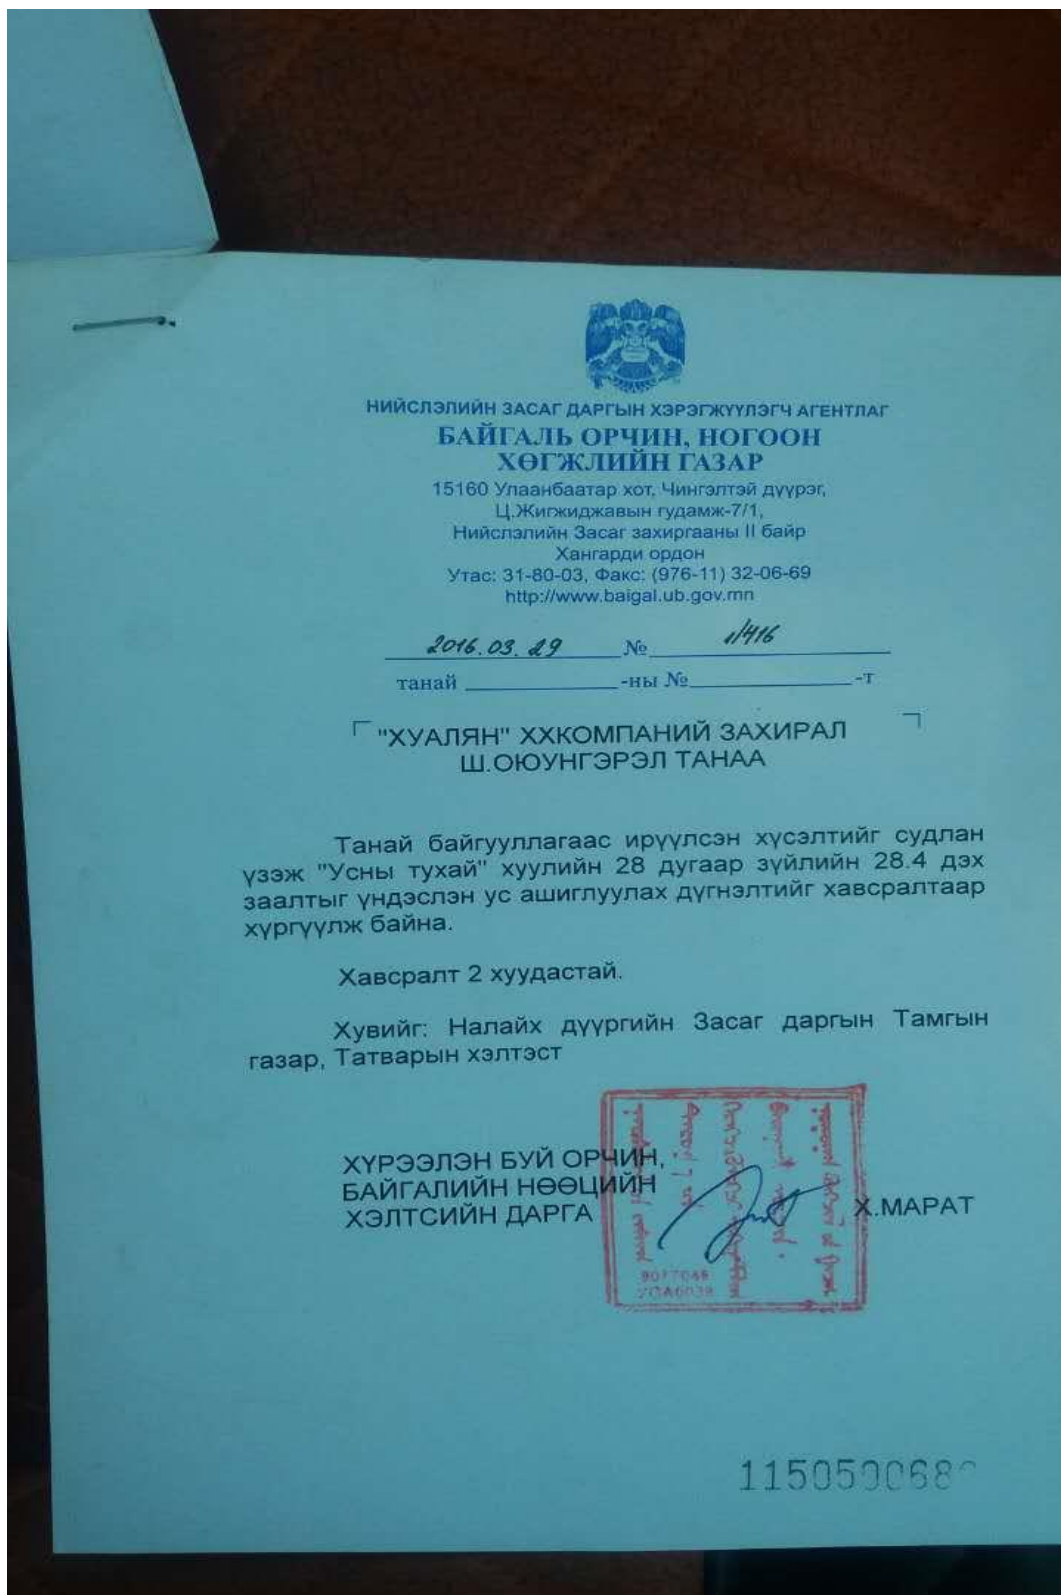 НИЙСЛЭЛИЙН ЗАСАГ ДАРГЫН ХЭРЭГЖҮҮЛЭГЧ АГЕНТЛАГ
БАЙГАЛЬ ОРЧИН, НОГООН
ХӨГЖЛИЙН ГАЗАР
15160 Улаанбаатар хот, Чингэлтэй дүүрэг,
Ц.Жигжиджавын гудамж-7/1,
Нийслэлийн Засаг захиргааны II байр
Хангарди ордон
Утас: 31-80-03, Факс: (976-11) 32-06-69
http://www.baigal.ub.gov.mn
2016.03.29 № 1/416
танай -ны № -т
"ХУАЛЯН" ХХКОМПАНИЙ ЗАХИРАЛ
Ш.ОЮУНГЭРЭЛ ТАНАА
Танай байгууллагаас ирүүлсэн хүсэлтийг судлан
үзэж "Усны тухай" хуулийн 28 дугаар зүйлийн 28.4 дэх
заалтыг үндэслэн ус ашиглуулах дүгнэлтийг хавсралтаар
хүргүүлж байна.
Хавсралт 2 хуудастай.
Хувийг: Налайх дүүргийн Засаг даргын Тамгын
газар, Татварын хэлтэст
ХҮРЭЭЛЭН БУЙ ОРЧИН,
БАЙГАЛИЙН НӨӨЦИЙН
ХЭЛТСИЙН ДАРГА Х.МАРАТ